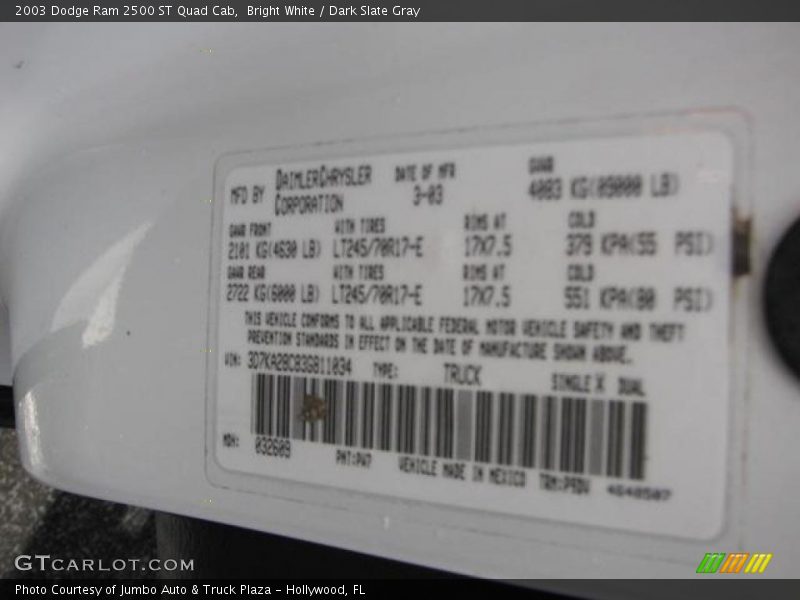 2003 Dodge Ram 2500 ST Quad Cab,  Bright White / Dark Slate Gray
MFD BY DAIMLERCHRYSLER CORPORATION DATE OF MFR 3-03 GVWR 4083 KG(09000 LB)
GAWR FRONT WITH TIRES RIMS AT COLD
2101 KG(4630 LB) LT245/70R17-E 17X7.5 379 KPA(55 PSI)
GAWR REAR WITH TIRES RIMS AT COLD
2722 KG(6000 LB) LT245/70R17-E 17X7.5 551 KPA(80 PSI)
THIS VEHICLE CONFORMS TO ALL APPLICABLE FEDERAL MOTOR VEHICLE SAFETY AND THEFT
PREVENTION STANDARDS IN EFFECT ON THE DATE OF MANUFACTURE SHOWN ABOVE.
VIN: 3D7KA28C83G811034 TYPE: TRUCK SINGLE X DUAL
MDH: 032609 PNT:PW7 VEHICLE MADE IN MEXICO
GTCARLOT.COM
Photo Courtesy of Jumbo Auto & Truck Plaza – Hollywood, FL